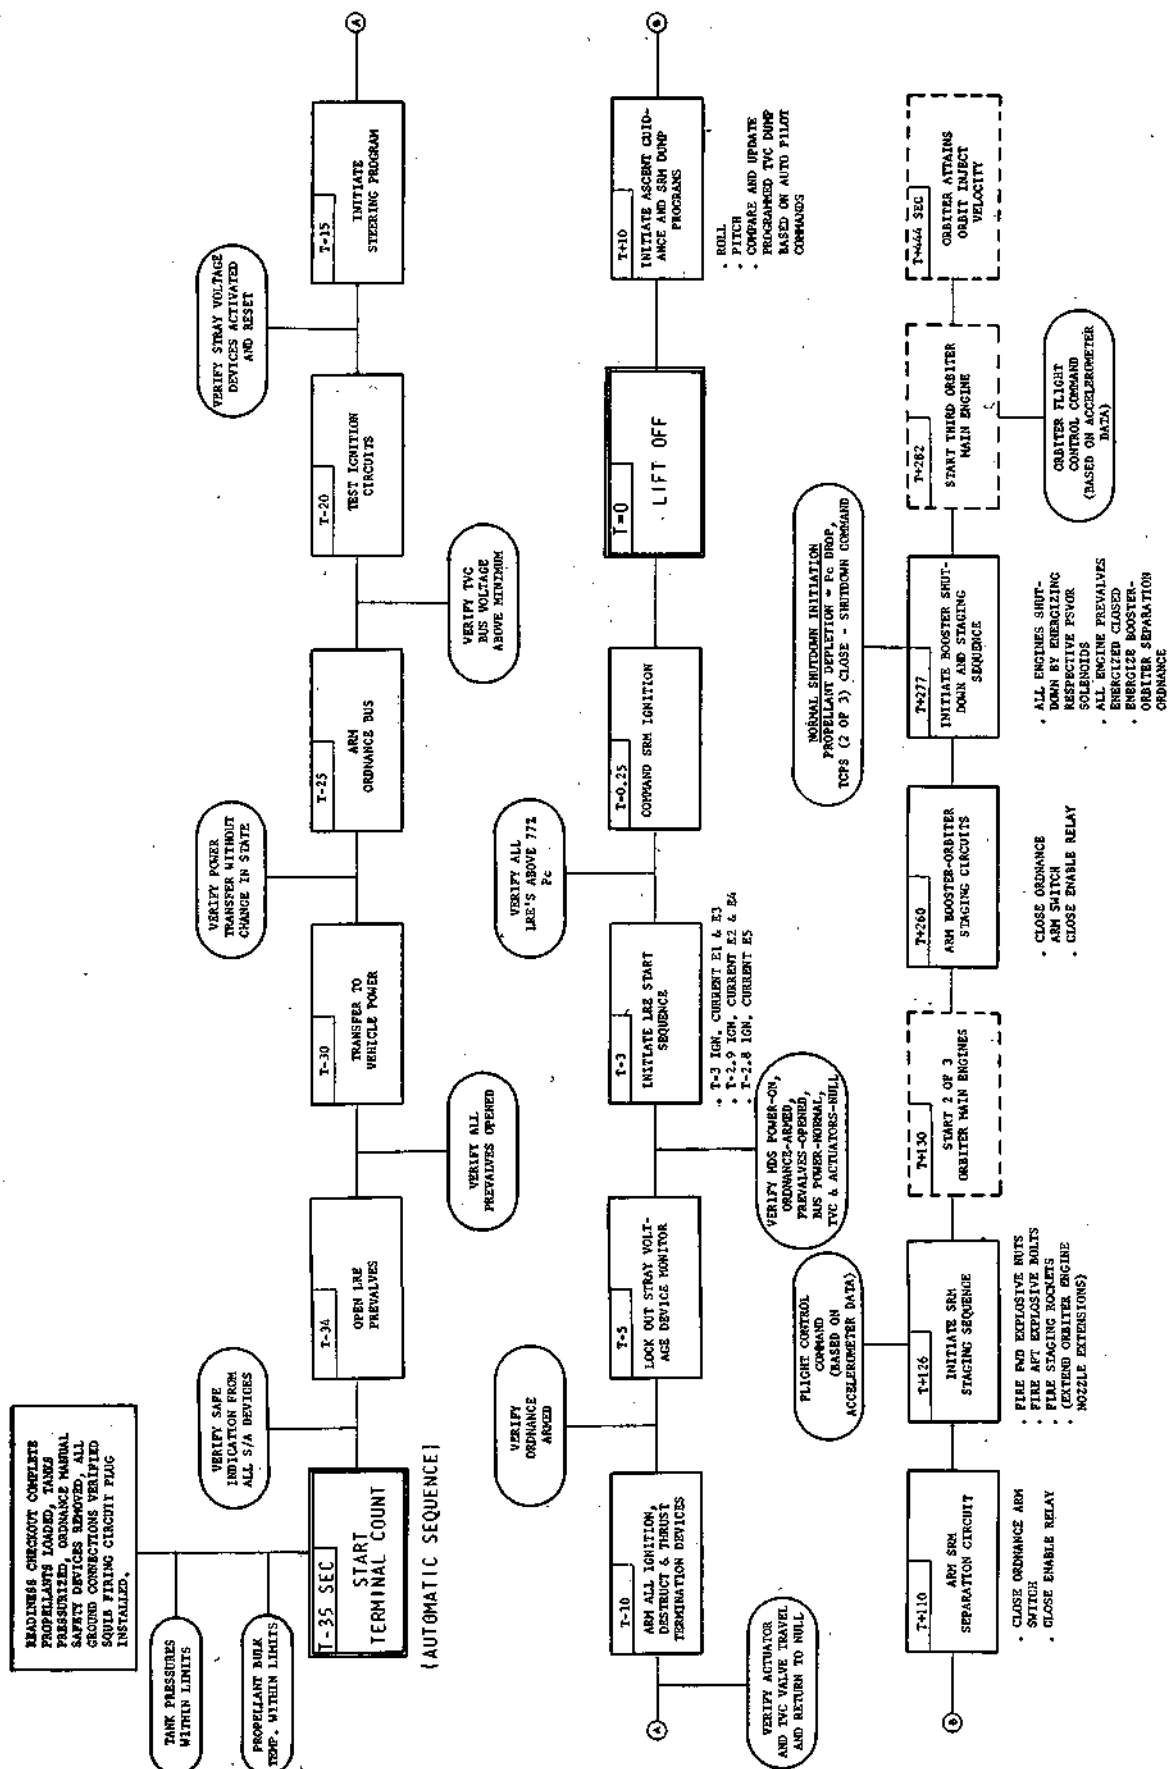 READINESS CHECKOUT COMPLETE
PROPELLANTS LOADED, TANKS
PRESSURIZED, ORDNANCE MANUAL
SAFETY DEVICES REMOVED, ALL
GROUND CONNECTIONS VERIFIED
SQUIB FIRING CIRCUIT PLUG
INSTALLED.
TANK PRESSURES
WITHIN LIMITS
PROPELLANT BULK
TEMP. WITHIN LIMITS
T-35 SEC
START
TERMINAL COUNT
(AUTOMATIC SEQUENCE)
VERIFY SAFE
INDICATION FROM
ALL S/A DEVICES
T-34
OPEN LRE
PREVALVES
VERIFY ALL
PREVALVES OPENED
T-30
TRANSFER TO
VEHICLE POWER
VERIFY POWER
TRANSFER WITHOUT
CHANGE IN STATE
T-25
ARM
ORDNANCE BUS
VERIFY TVC
BUS VOLTAGE
ABOVE MINIMUM
T-20
TEST IGNITION
CIRCUITS
VERIFY STRAY VOLTAGE
DEVICES ACTIVATED
AND RESET
T-15
INITIATE
STEERING PROGRAM
A
A
VERIFY ACTUATOR
AND TVC VALVE TRAVEL
AND RETURN TO NULL
T-10
ARM ALL IGNITION,
DESTRUCT & THRUST
TERMINATION DEVICES
VERIFY
ORDNANCE
ARMED
T-5
LOCK OUT STRAY VOLT-
AGE DEVICE MONITOR
VERIFY MDS POWER-ON,
ORDNANCE-ARMED,
PREVALVES-OPENED,
BUS POWER-NORMAL,
TVC & ACTUATORS-NULL
T-3
INITIATE LRE START
SEQUENCE
• T-3 IGN. CURRENT E1 & E3
• T-2.9 IGN. CURRENT E2 & E4
• T-2.8 IGN. CURRENT E5
VERIFY ALL
LRE'S ABOVE 77%
Pc
T-0.25
COMMAND SRM IGNITION
T=0
LIFT OFF
T+10
INITIATE ASCENT GUID-
ANCE AND SRM DUMP
PROGRAMS
• ROLL
• PITCH
• COMPARE AND UPDATE
PROGRAMMED TVC DUMP
BASED ON AUTO PILOT
COMMANDS
B
B
T+110
ARM SRM
SEPARATION CIRCUIT
• CLOSE ORDNANCE ARM
SWITCH
• CLOSE ENABLE RELAY
FLIGHT CONTROL
COMMAND
(BASED ON
ACCELEROMETER DATA)
T+126
INITIATE SRM
STAGING SEQUENCE
• FIRE FWD EXPLOSIVE NUTS
• FIRE AFT EXPLOSIVE BOLTS
• FIRE STAGING ROCKETS
• (EXTEND ORBITER ENGINE
NOZZLE EXTENSIONS)
T+130
START 2 OF 3
ORBITER MAIN ENGINES
T+260
ARM BOOSTER-ORBITER
STAGING CIRCUITS
• CLOSE ORDNANCE
ARM SWITCH
• CLOSE ENABLE RELAY
NORMAL SHUTDOWN INITIATION
PROPELLANT DEPLETION = Pc DROP,
TCPS (2 OF 3) CLOSE - SHUTDOWN COMMAND
T+277
INITIATE BOOSTER SHUT-
DOWN AND STAGING
SEQUENCE
• ALL ENGINES SHUT-
DOWN BY ENERGIZING
RESPECTIVE PSVOR
SOLENOIDS
• ALL ENGINE PREVALVES
ENERGIZED CLOSED
• ENERGIZE BOOSTER-
ORBITER SEPARATION
ORDNANCE
T+282
START THIRD ORBITER
MAIN ENGINE
ORBITER FLIGHT
CONTROL COMMAND
(BASED ON ACCELEROMETER
DATA)
T+444 SEC
ORBITER ATTAINS
ORBIT INJECT
VELOCITY